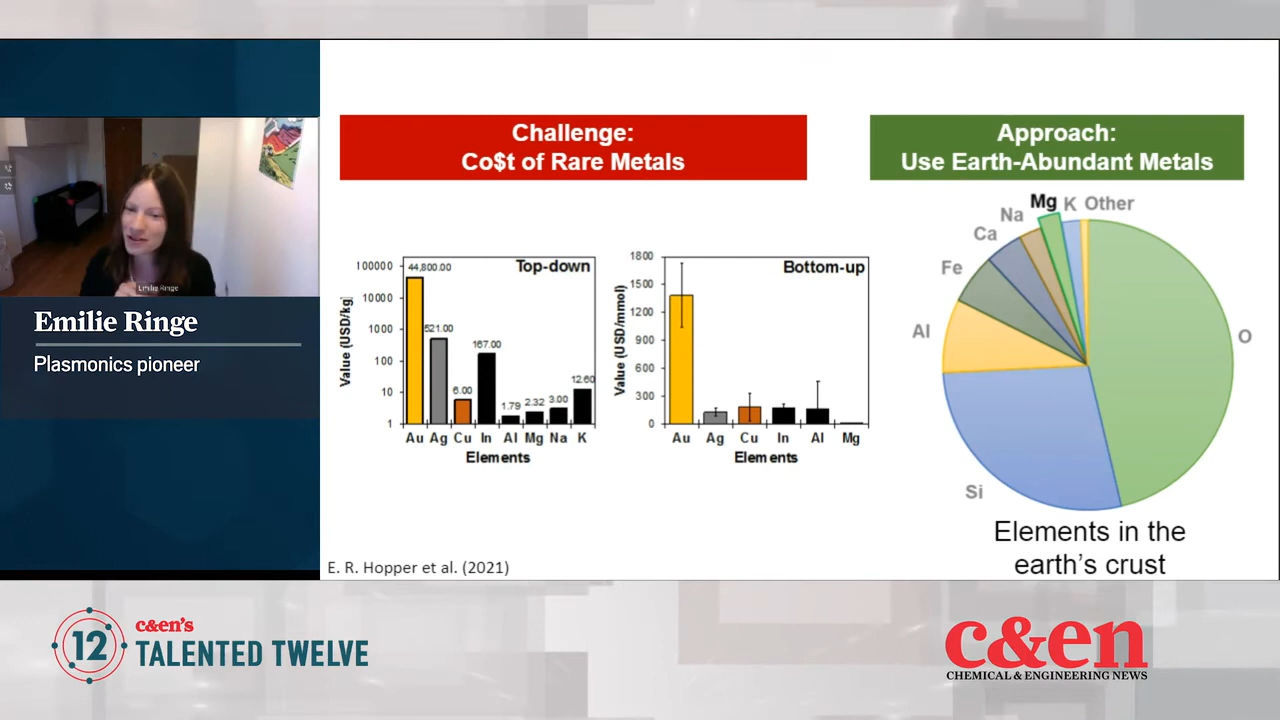 Challenge:
Co$t of Rare Metals
Approach:
Use Earth-Abundant Metals
Emilie Ringe
Emilie Ringe
Plasmonics pioneer
Top-down
Value (USD/kg)
100000
10000
1000
100
10
1
44,800.00
521.00
6.00
167.00
1.79
2.32
3.00
12.60
Au Ag Cu In Al Mg Na K
Elements
Bottom-up
Value (USD/mmol)
1800
1500
1200
900
600
300
0
Au Ag Cu In Al Mg
Elements
Mg K Other
Na
Ca
Fe
Al
O
Si
Elements in the
earth's crust
E. R. Hopper et al. (2021)
12
c&en's
TALENTED TWELVE
c&en
CHEMICAL & ENGINEERING NEWS